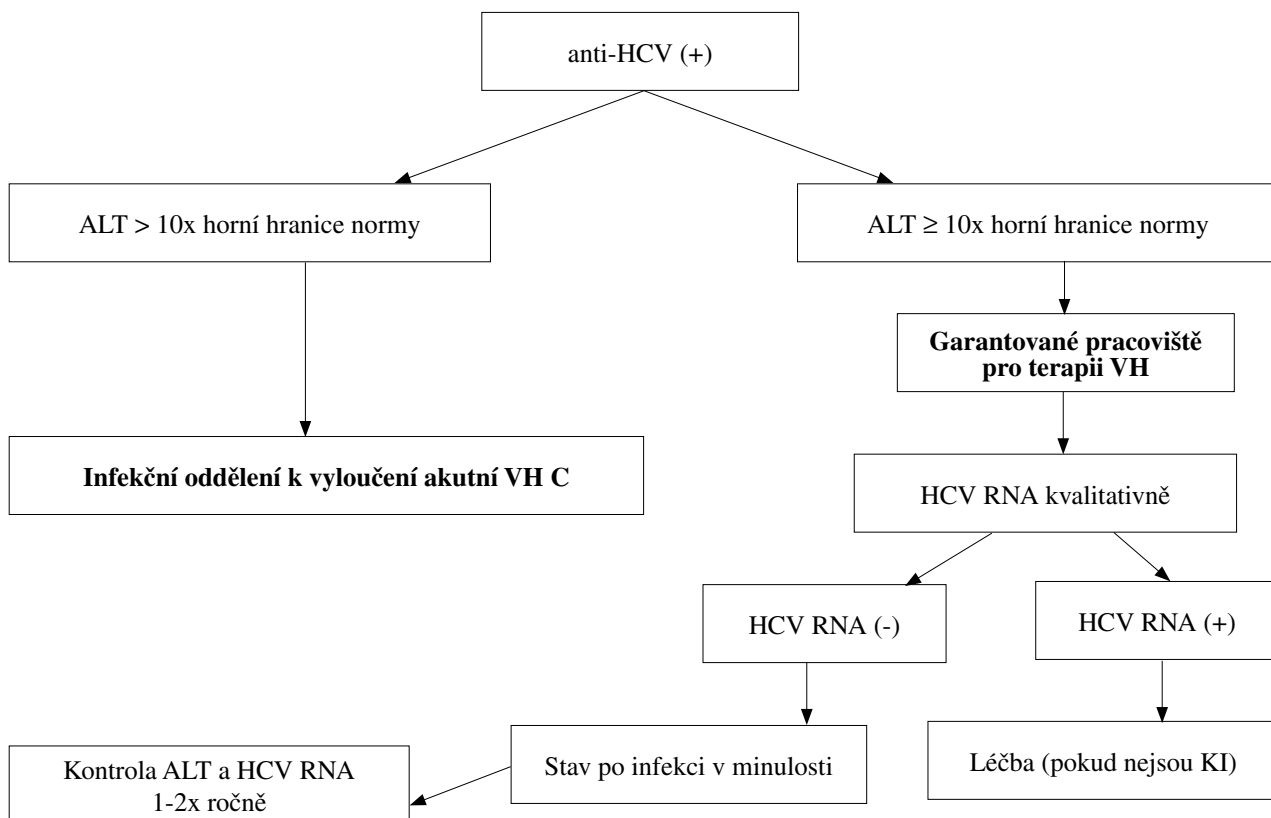 anti-HCV (+)
ALT > 10x horní hranice normy
ALT ≥ 10x horní hranice normy
Garantované pracoviště
pro terapii VH
Infekční oddělení k vyloučení akutní VH C
HCV RNA kvalitativně
HCV RNA (-)
HCV RNA (+)
Stav po infekci v minulosti
Léčba (pokud nejsou KI)
Kontrola ALT a HCV RNA
1-2x ročně